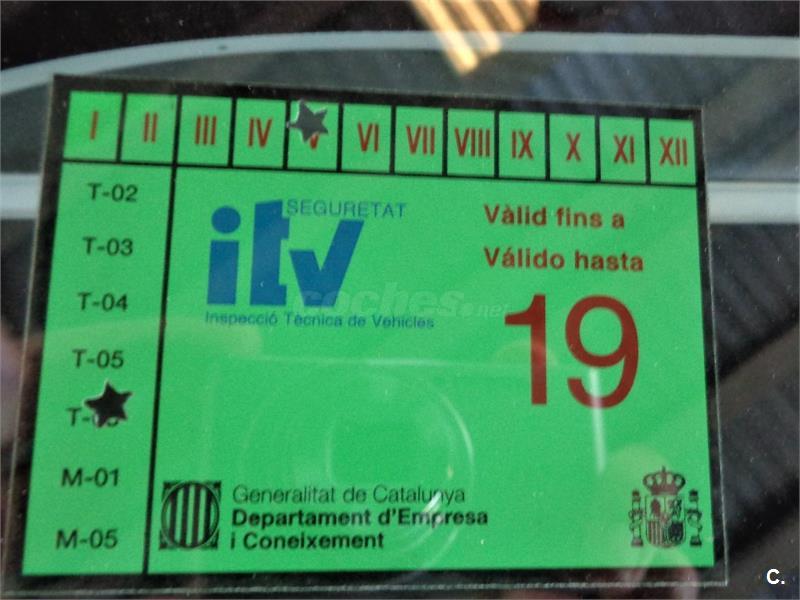 I II III IV V VI VII VIII IX X XI XII
T-02
T-03
T-04
T-05
M-01
M-05
SEGURETAT
itv
Inspecció Tècnica de Vehicles
Vàlid fins a
Válido hasta
19
coches.net
Generalitat de Catalunya
Departament d'Empresa
i Coneixement
C.